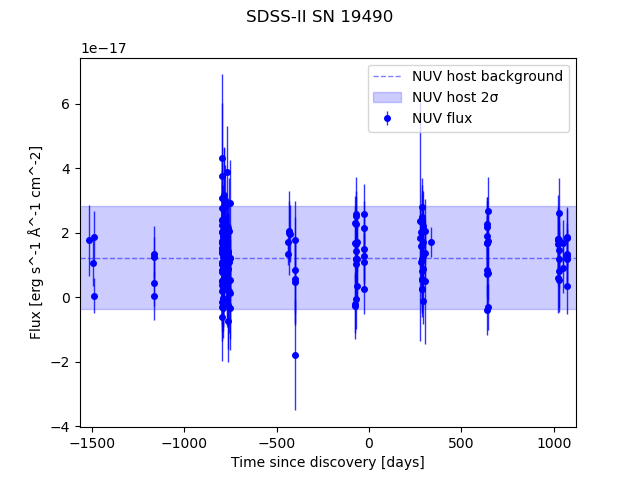 SDSS-II SN 19490
1e−17
NUV host background
NUV host 2σ
NUV flux
6
4
2
0
−2
−4
Flux [erg s^-1 Å^-1 cm^-2]
−1500 −1000 −500 0 500 1000
Time since discovery [days]